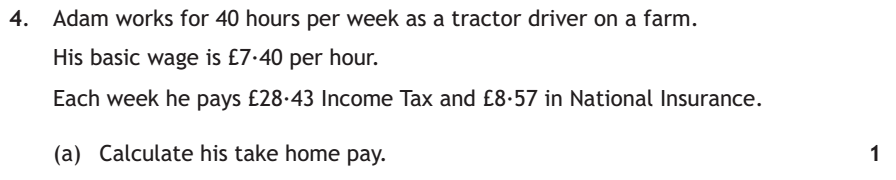 4. Adam works for 40 hours per week as a tractor driver on a farm.
His basic wage is £7·40 per hour.
Each week he pays £28·43 Income Tax and £8·57 in National Insurance.
(a) Calculate his take home pay. 1